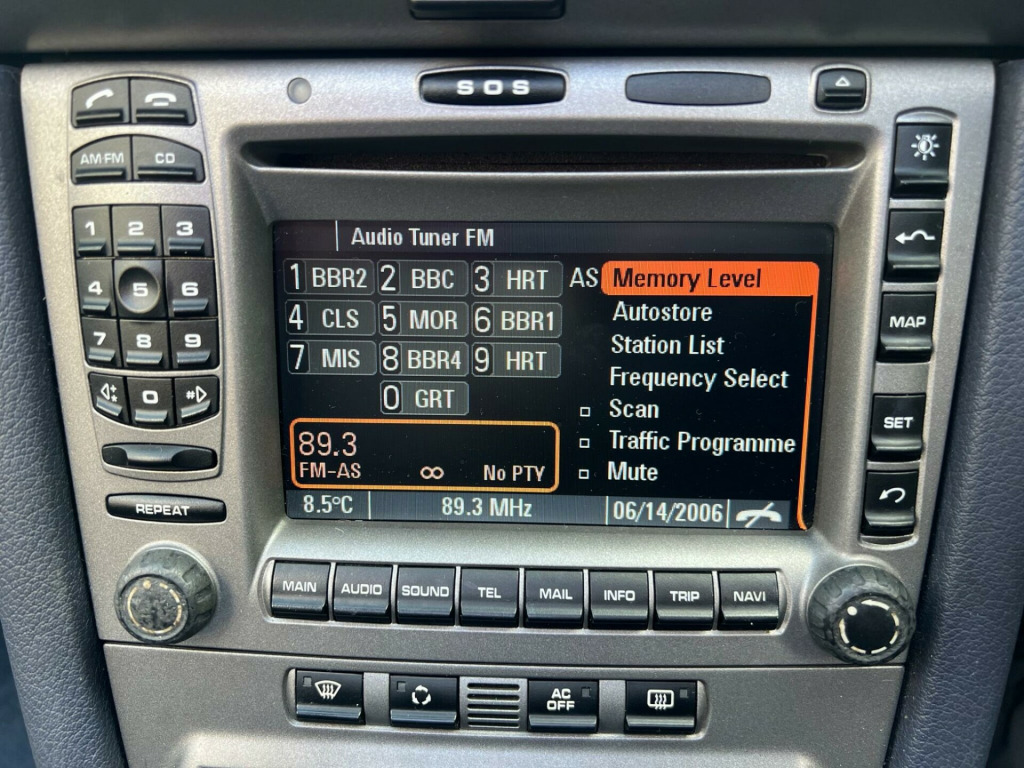 SOS
AM FM CD
1 2 3
4 5 6
7 8 9
* 0 #
REPEAT
Audio Tuner FM
1 BBR2 2 BBC 3 HRT AS Memory Level
4 CLS 5 MOR 6 BBR1 Autostore
7 MIS 8 BBR4 9 HRT Station List
0 GRT Frequency Select
Scan
Traffic Programme
Mute
89.3
FM-AS ∞ No PTY
8.5°C 89.3 MHz 06/14/2006
MAP
SET
MAIN AUDIO SOUND TEL MAIL INFO TRIP NAVI
AC
OFF